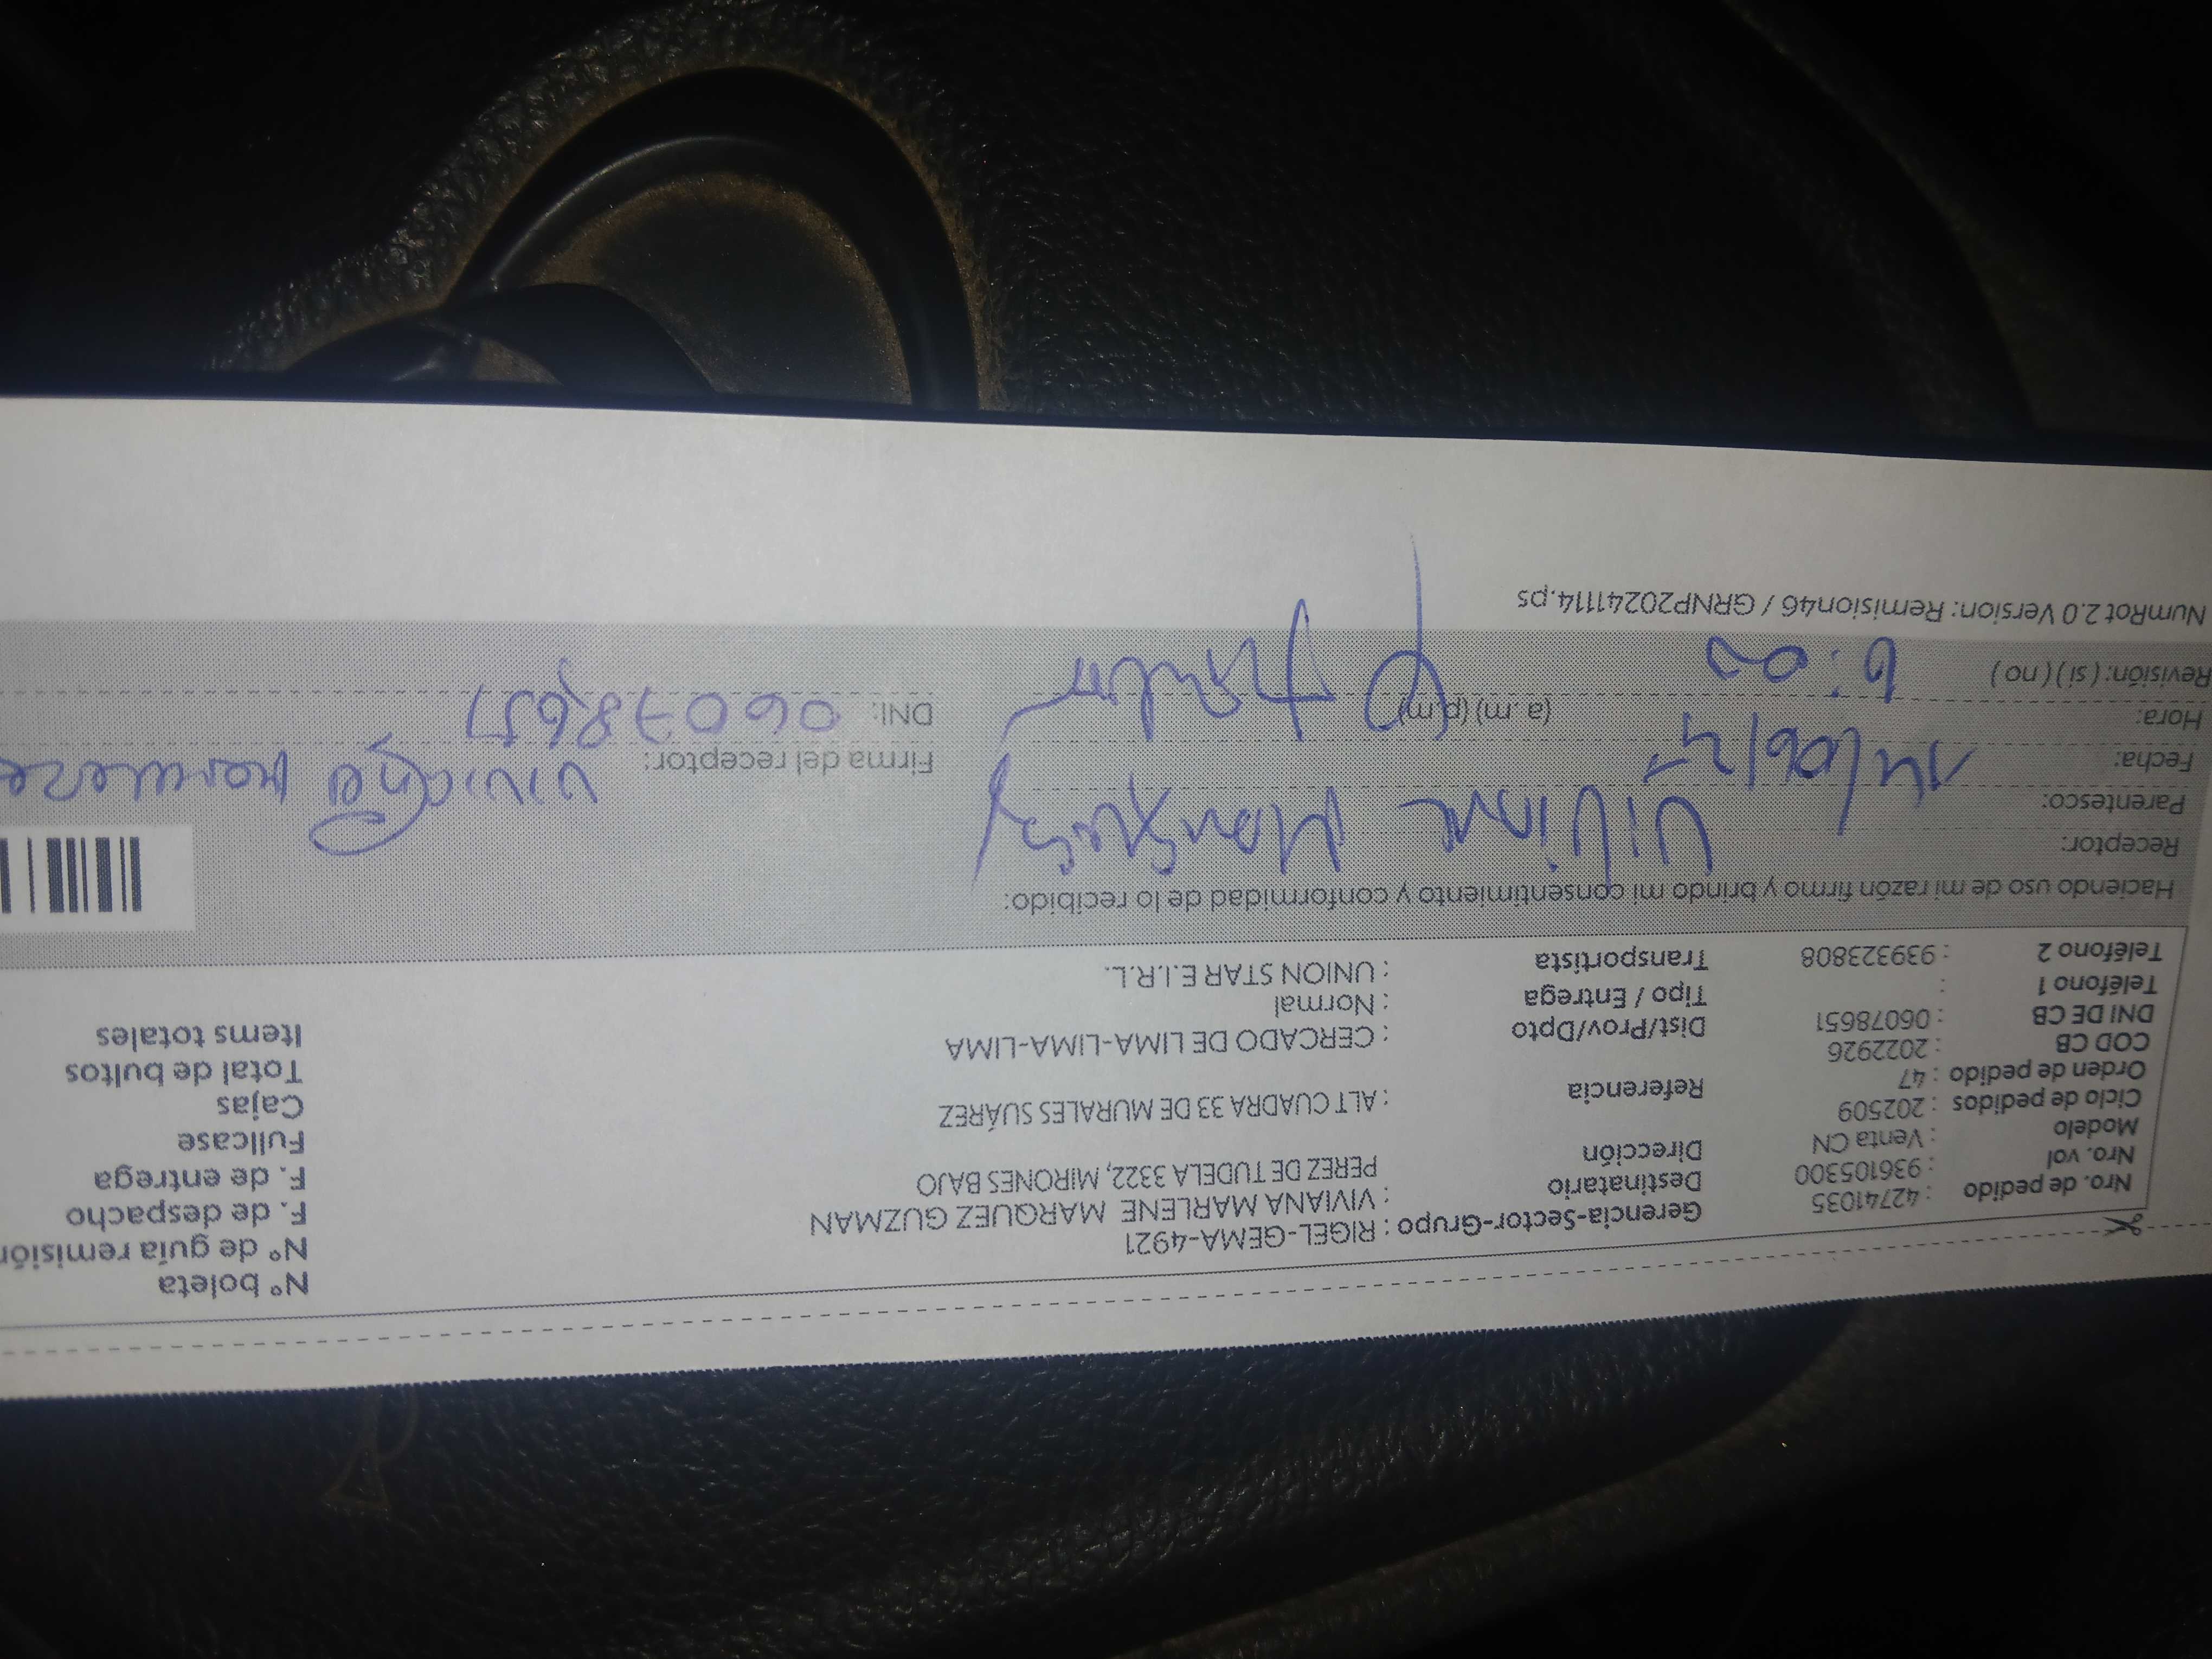 Nro. de pedido : 42741035
Nro. vol : 936105300
Modelo : Venta CN
Ciclo de pedidos : 202509
Orden de pedido : 47
COD CB : 2022926
DNI DE CB : 06078651
Teléfono 1 :
Teléfono 2 : 939323808
Gerencia-Sector-Grupo : RIGEL-GEMA-4921
Destinatario : VIVIANA MARLENE MARQUEZ GUZMAN
Dirección PEREZ DE TUDELA 3322, MIRONES BAJO
Referencia : ALT CUADRA 33 DE MURALES SUÁREZ
Dist/Prov/Dpto : CERCADO DE LIMA-LIMA-LIMA
Tipo / Entrega : Normal
Transportista : UNION STAR E.I.R.L.
N° boleta
N° de guía remisión
F. de despacho
F. de entrega
Fullcase
Cajas
Total de bultos
Items totales
Haciendo uso de mi razón firmo y brindo mi consentimiento y conformidad de lo recibido:
Receptor:
Parentesco:
Fecha:
Hora: (a. m) (p.m)
Revisión: ( si ) ( no )
6:00
Firma del receptor:
DNI: 06078651
NumRot 2.0 Version: Remision46 / GRNP20241114.ps